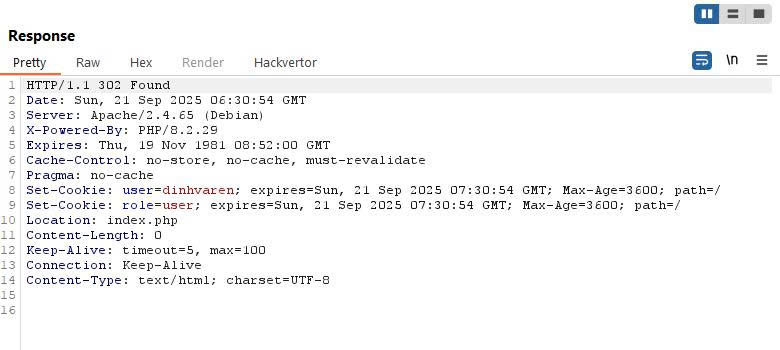 Response
Pretty Raw Hex Render Hackvertor \n
1 HTTP/1.1 302 Found
2 Date: Sun, 21 Sep 2025 06:30:54 GMT
3 Server: Apache/2.4.65 (Debian)
4 X-Powered-By: PHP/8.2.29
5 Expires: Thu, 19 Nov 1981 08:52:00 GMT
6 Cache-Control: no-store, no-cache, must-revalidate
7 Pragma: no-cache
8 Set-Cookie: user=dinhvaren; expires=Sun, 21 Sep 2025 07:30:54 GMT; Max-Age=3600; path=/
9 Set-Cookie: role=user; expires=Sun, 21 Sep 2025 07:30:54 GMT; Max-Age=3600; path=/
10 Location: index.php
11 Content-Length: 0
12 Keep-Alive: timeout=5, max=100
13 Connection: Keep-Alive
14 Content-Type: text/html; charset=UTF-8
15
16